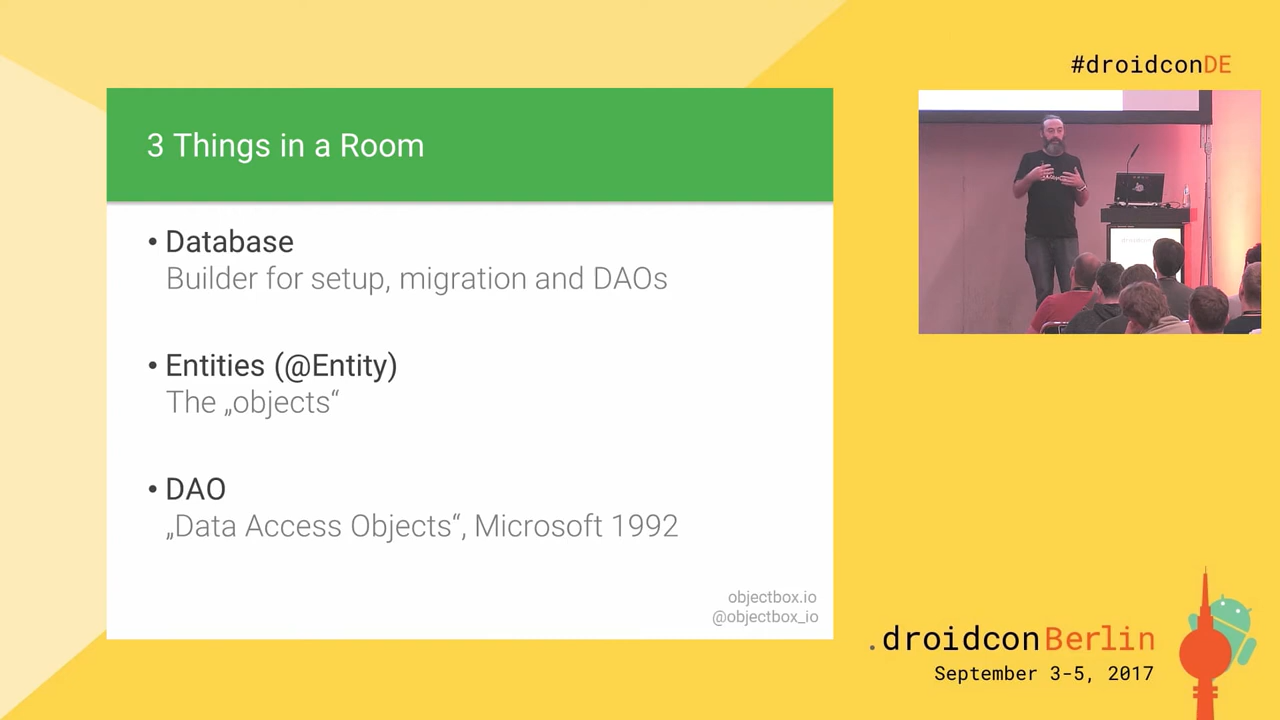 #droidconDE
3 Things in a Room
• Database
Builder for setup, migration and DAOs
• Entities (@Entity)
The „objects“
• DAO
„Data Access Objects“, Microsoft 1992
objectbox.io
@objectbox_io
.droidconBerlin
September 3-5, 2017